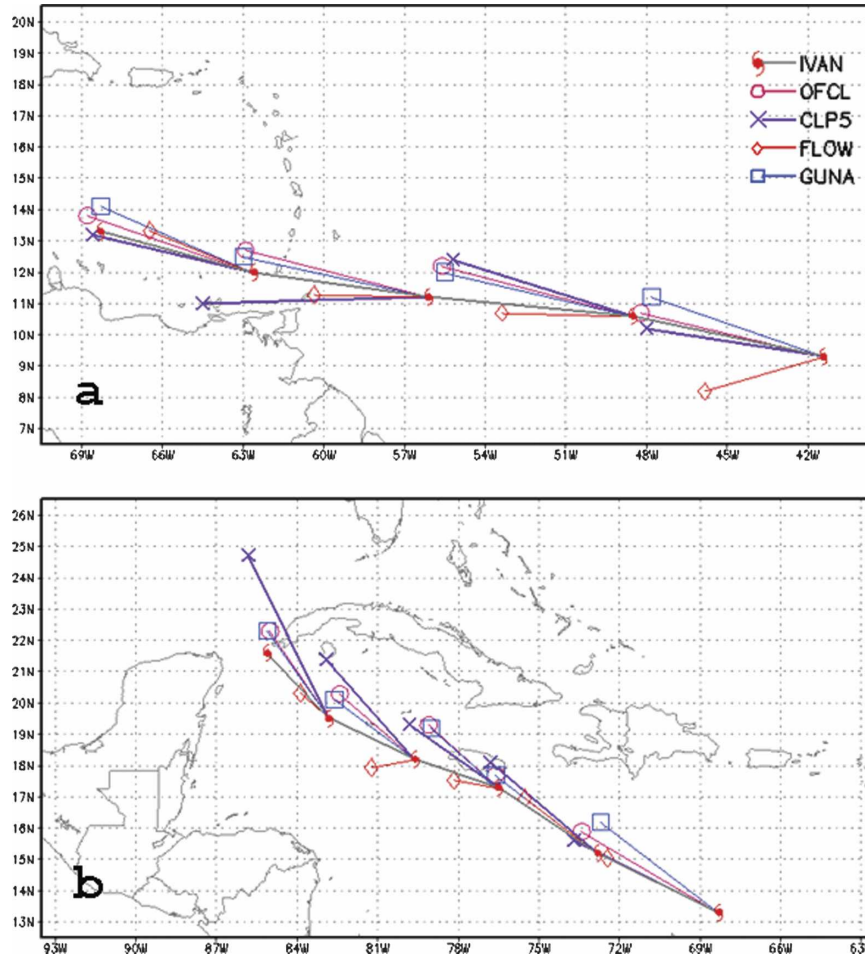 20N
19N
18N
17N
16N
15N
14N
13N
12N
11N
10N
9N
8N
7N
IVAN
OFCL
CLP5
FLOW
GUNA
a
69W 66W 63W 60W 57W 54W 51W 48W 45W 42W
26N
25N
24N
23N
22N
21N
20N
19N
18N
17N
16N
15N
14N
13N
b
93W 90W 87W 84W 81W 78W 75W 72W 69W 66W 63W